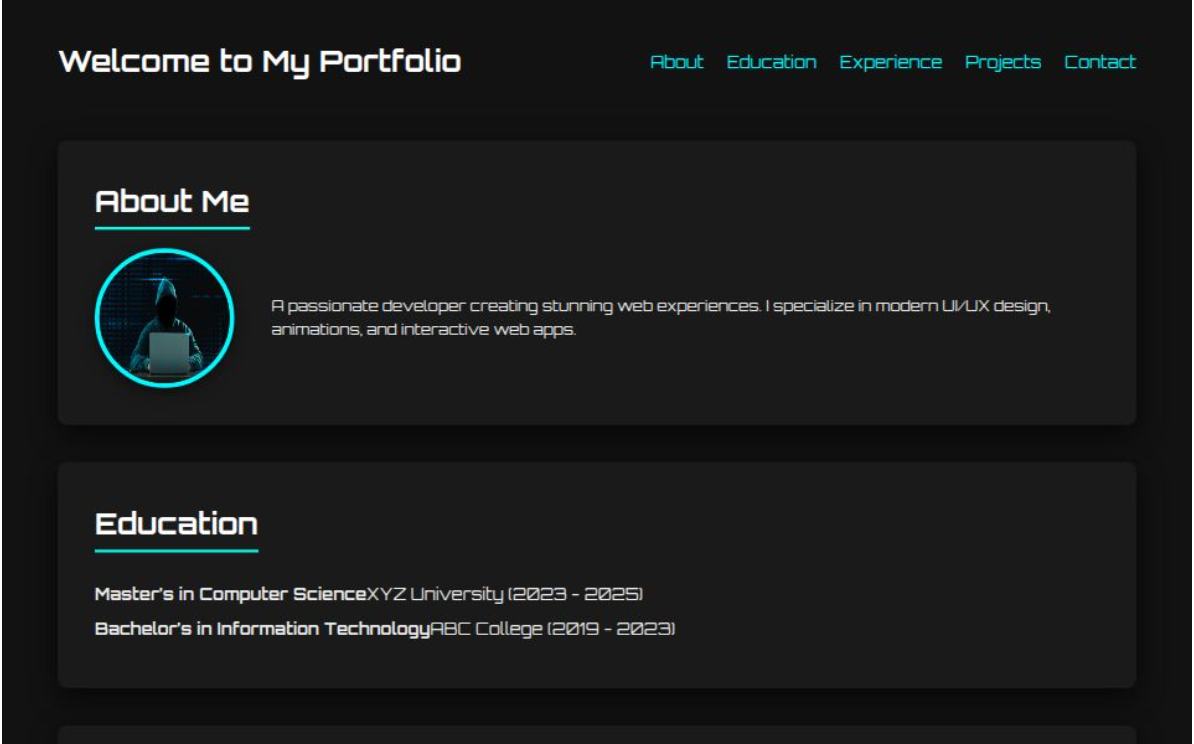 Welcome to My Portfolio
About Education Experience Projects Contact
About Me
A passionate developer creating stunning web experiences. I specialize in modern UI/UX design,
animations, and interactive web apps.
Education
Master's in Computer ScienceXYZ University (2023 - 2025)
Bachelor's in Information TechnologyABC College (2019 - 2023)